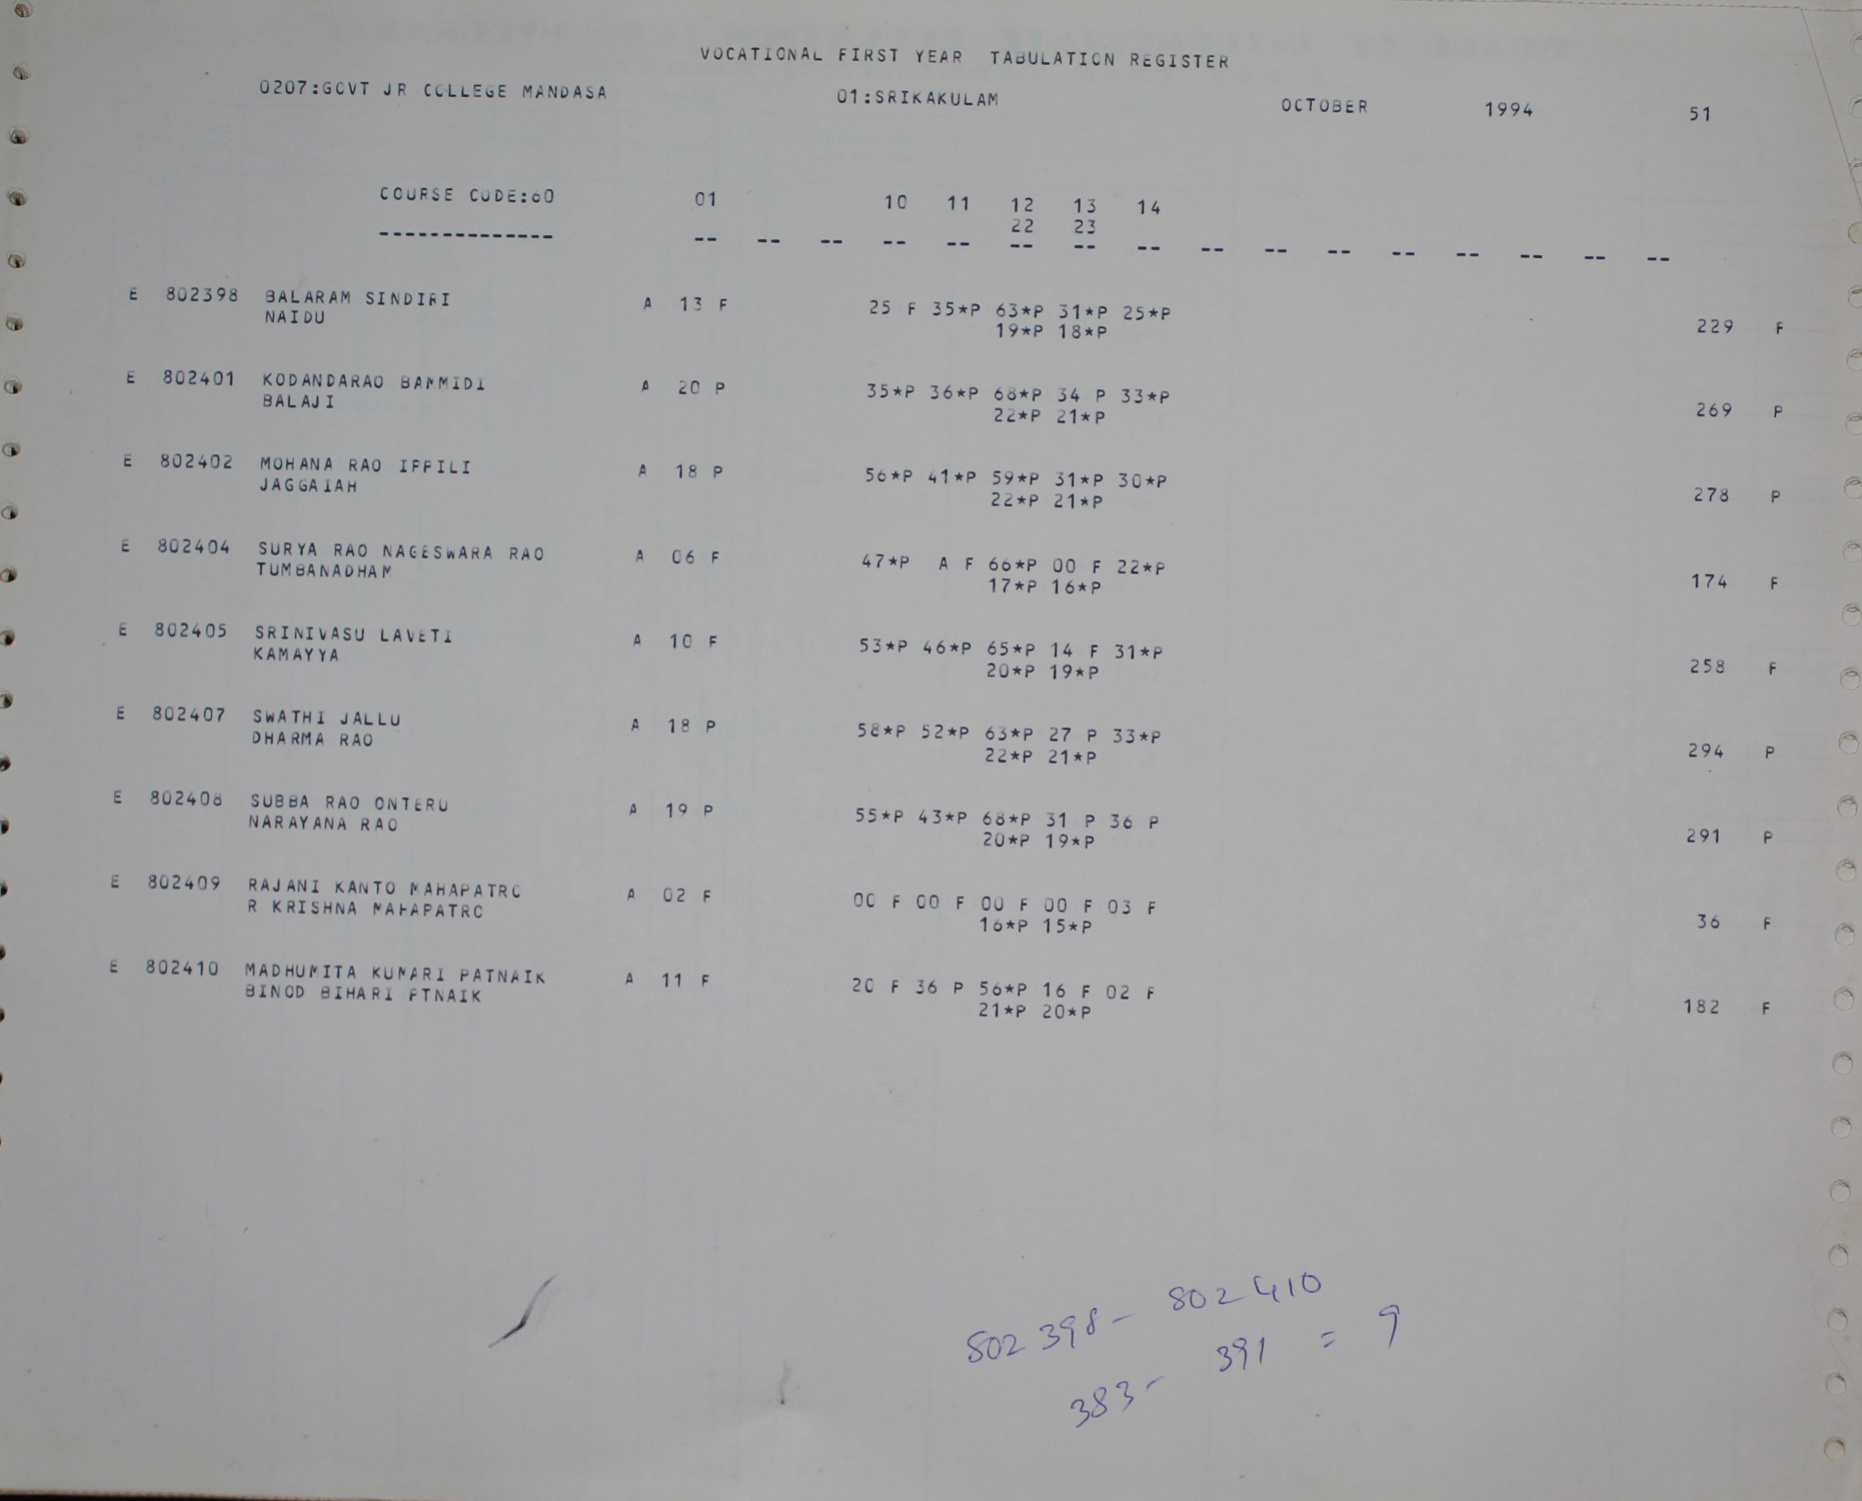 VOCATIONAL FIRST YEAR TABULATION REGISTER
0207:GOVT JR COLLEGE MANDASA 01:SRIKAKULAM OCTOBER 1994 51
COURSE CODE:60 01 10 11 12 13 14
22 23
-------------- -- -- -- -- -- -- -- -- -- -- -- -- -- -- -- --
E 802398 BALARAM SINDIRI A 13 F 25 F 35*P 63*P 31*P 25*P
NAIDU 19*P 18*P 229 F
E 802401 KODANDARAO BAMMIDI A 20 P 35*P 36*P 68*P 34 P 33*P
BALAJI 22*P 21*P 269 P
E 802402 MOHANA RAO IPPILI A 18 P 56*P 41*P 59*P 31*P 30*P
JAGGAIAH 22*P 21*P 278 P
E 802404 SURYA RAO NAGESWARA RAO A 06 F 47*P A F 66*P 00 F 22*P
TUMBANADHAM 17*P 16*P 174 F
E 802405 SRINIVASU LAVETI A 10 F 53*P 46*P 65*P 14 F 31*P
KAMAYYA 20*P 19*P 258 F
E 802407 SWATHI JALLU A 18 P 58*P 52*P 63*P 27 P 33*P
DHARMA RAO 22*P 21*P 294 P
E 802408 SUBBA RAO ONTERU A 19 P 55*P 43*P 68*P 31 P 36 P
NARAYANA RAO 20*P 19*P 291 P
E 802409 RAJANI KANTO MAHAPATRO A 02 F 00 F 00 F 00 F 00 F 03 F
R KRISHNA MAHAPATRO 16*P 15*P 36 F
E 802410 MADHUMITA KUMARI PATNAIK A 11 F 20 F 36 P 56*P 16 F 02 F
BINOD BIHARI PTNAIK 21*P 20*P 182 F
802398 - 802410
383 - 391 = 9